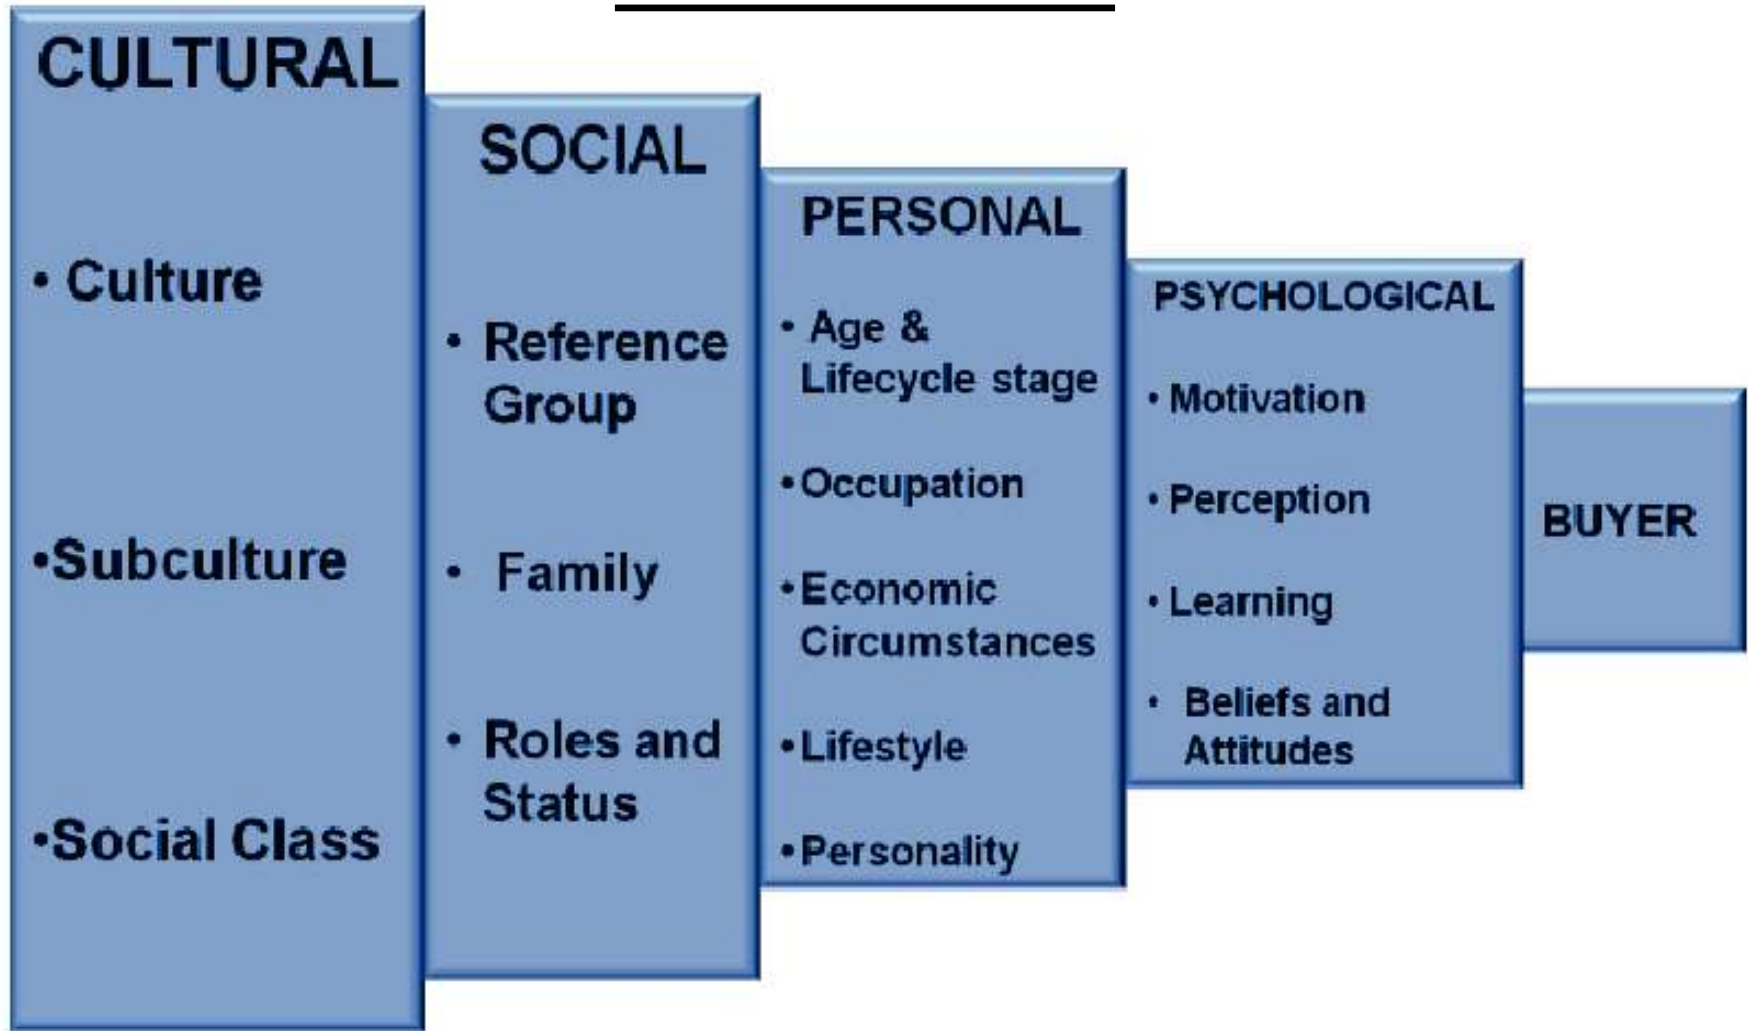 CULTURAL
• Culture
•Subculture
•Social Class
SOCIAL
• Reference
Group
• Family
• Roles and
Status
PERSONAL
• Age &
Lifecycle stage
•Occupation
•Economic
Circumstances
•Lifestyle
•Personality
PSYCHOLOGICAL
• Motivation
• Perception
• Learning
• Beliefs and
Attitudes
BUYER